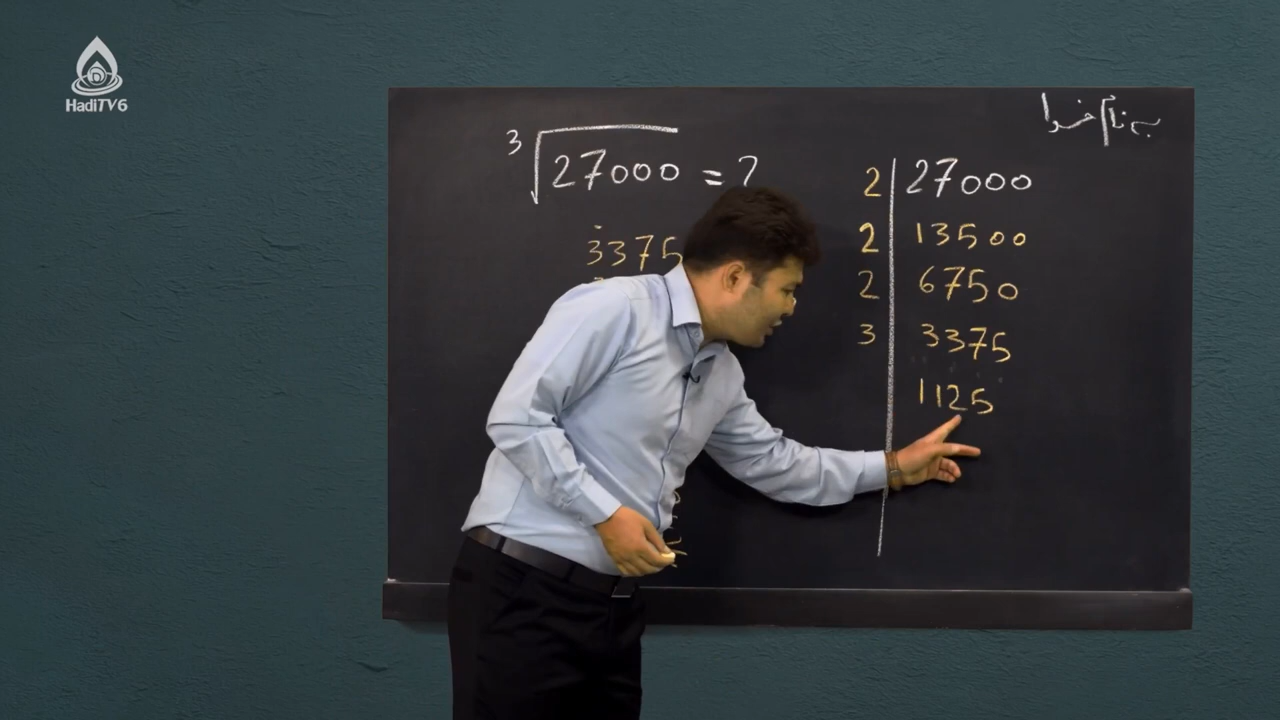 HadiTV6
به نام خدا
3√27000 = ?
2 | 27000
2 | 13500
2 | 6750
3 | 3375
1125
3375